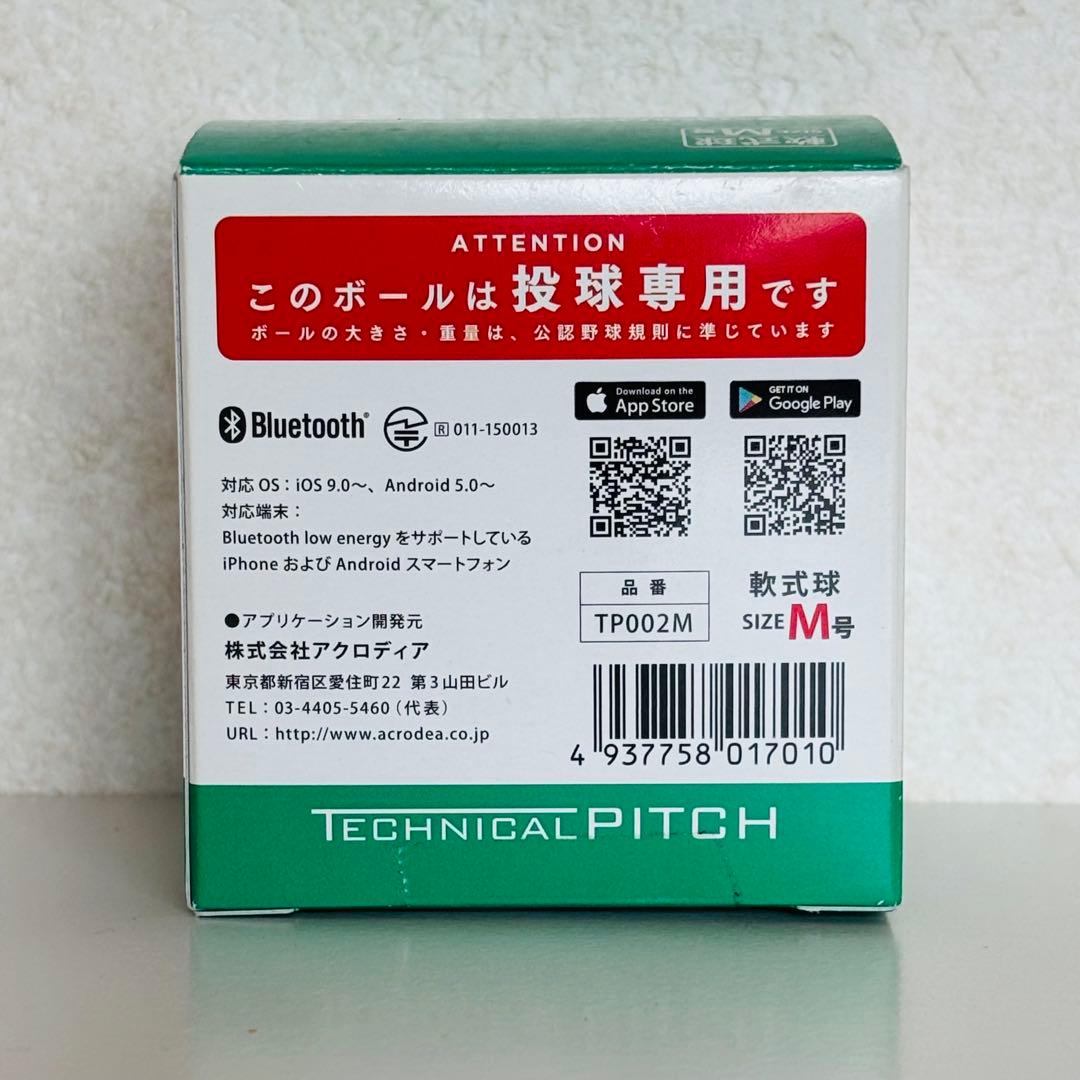 軟式球
SIZE M号
ATTENTION
このボールは投球専用です
ボールの大きさ・重量は、公認野球規則に準じています
Bluetooth®
R 011-150013
Download on the
App Store
GET IT ON
Google Play
対応OS：iOS 9.0〜、Android 5.0〜
対応端末：
Bluetooth low energy をサポートしている
iPhone および Android スマートフォン
品番
TP002M
軟式球
SIZE M号
●アプリケーション開発元
株式会社アクロディア
東京都新宿区愛住町22 第3山田ビル
TEL：03-4405-5460（代表）
URL：http://www.acrodea.co.jp
4 937758 017010
TECHNICAL PITCH